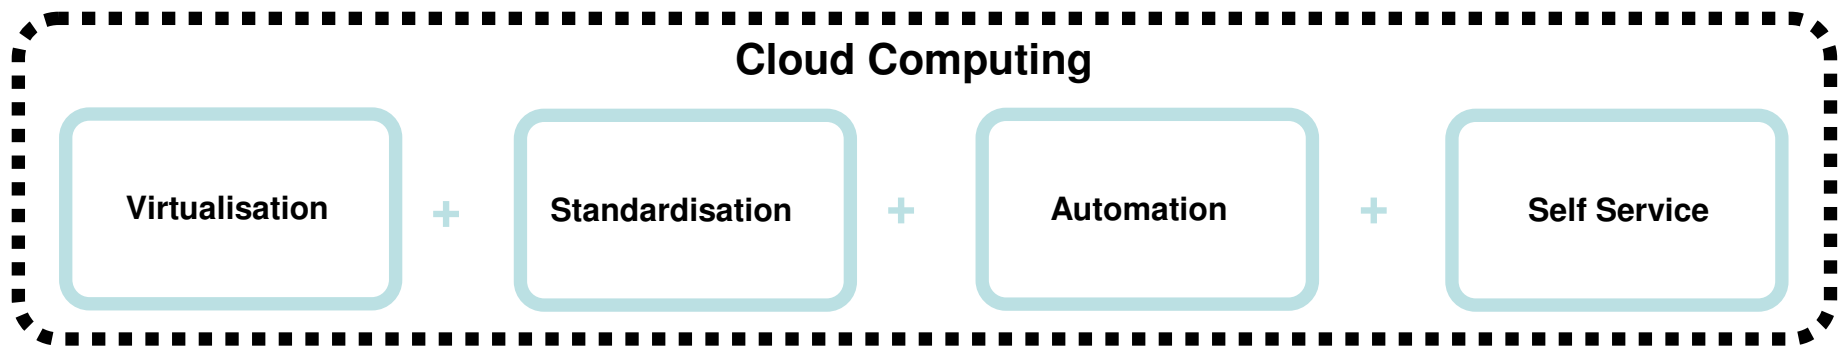 Cloud Computing
Virtualisation + Standardisation + Automation + Self Service